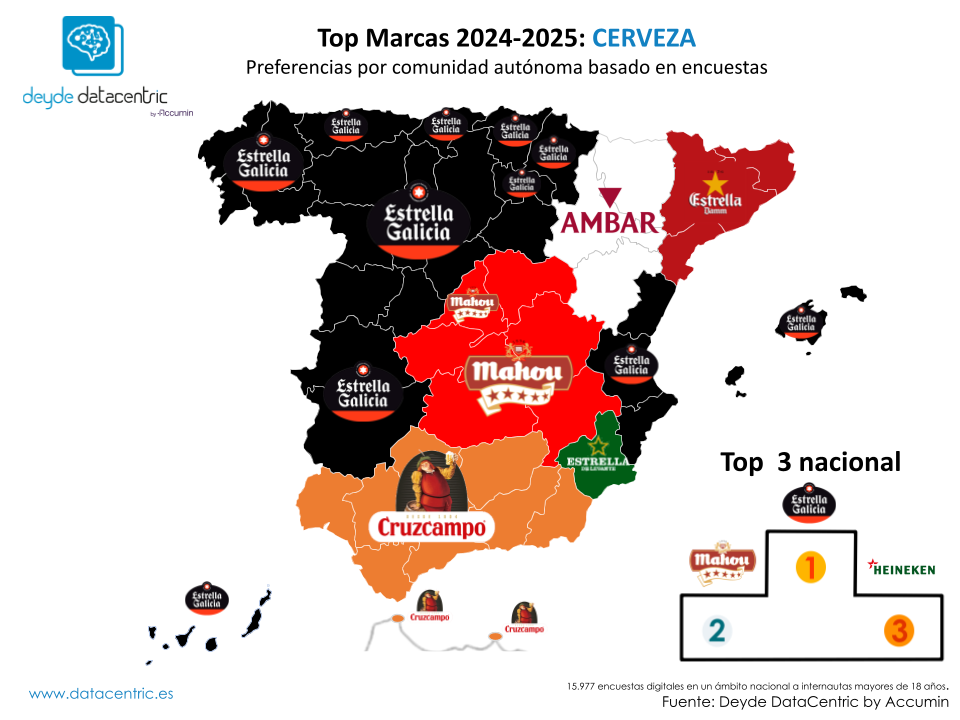 Top Marcas 2024-2025: CERVEZA
Preferencias por comunidad autónoma basado en encuestas
deyde datacentric
by Accumin
Estrella
Galicia
Estrella
Galicia
Estrella
Galicia
Estrella
Galicia
Estrella
Galicia
Estrella
Galicia
Estrella
Galicia
AMBAR
Estrella
Damm
Mahou
Mahou
Estrella
Galicia
Estrella
Galicia
Estrella
Galicia
ESTRELLA
DE LEVANTE
Cruzcampo
Top 3 nacional
Estrella
Galicia
Mahou
1
HEINEKEN
2
3
Estrella
Galicia
Cruzcampo
Cruzcampo
www.datacentric.es
15.977 encuestas digitales en un ámbito nacional a internautas mayores de 18 años.
Fuente: Deyde DataCentric by Accumin